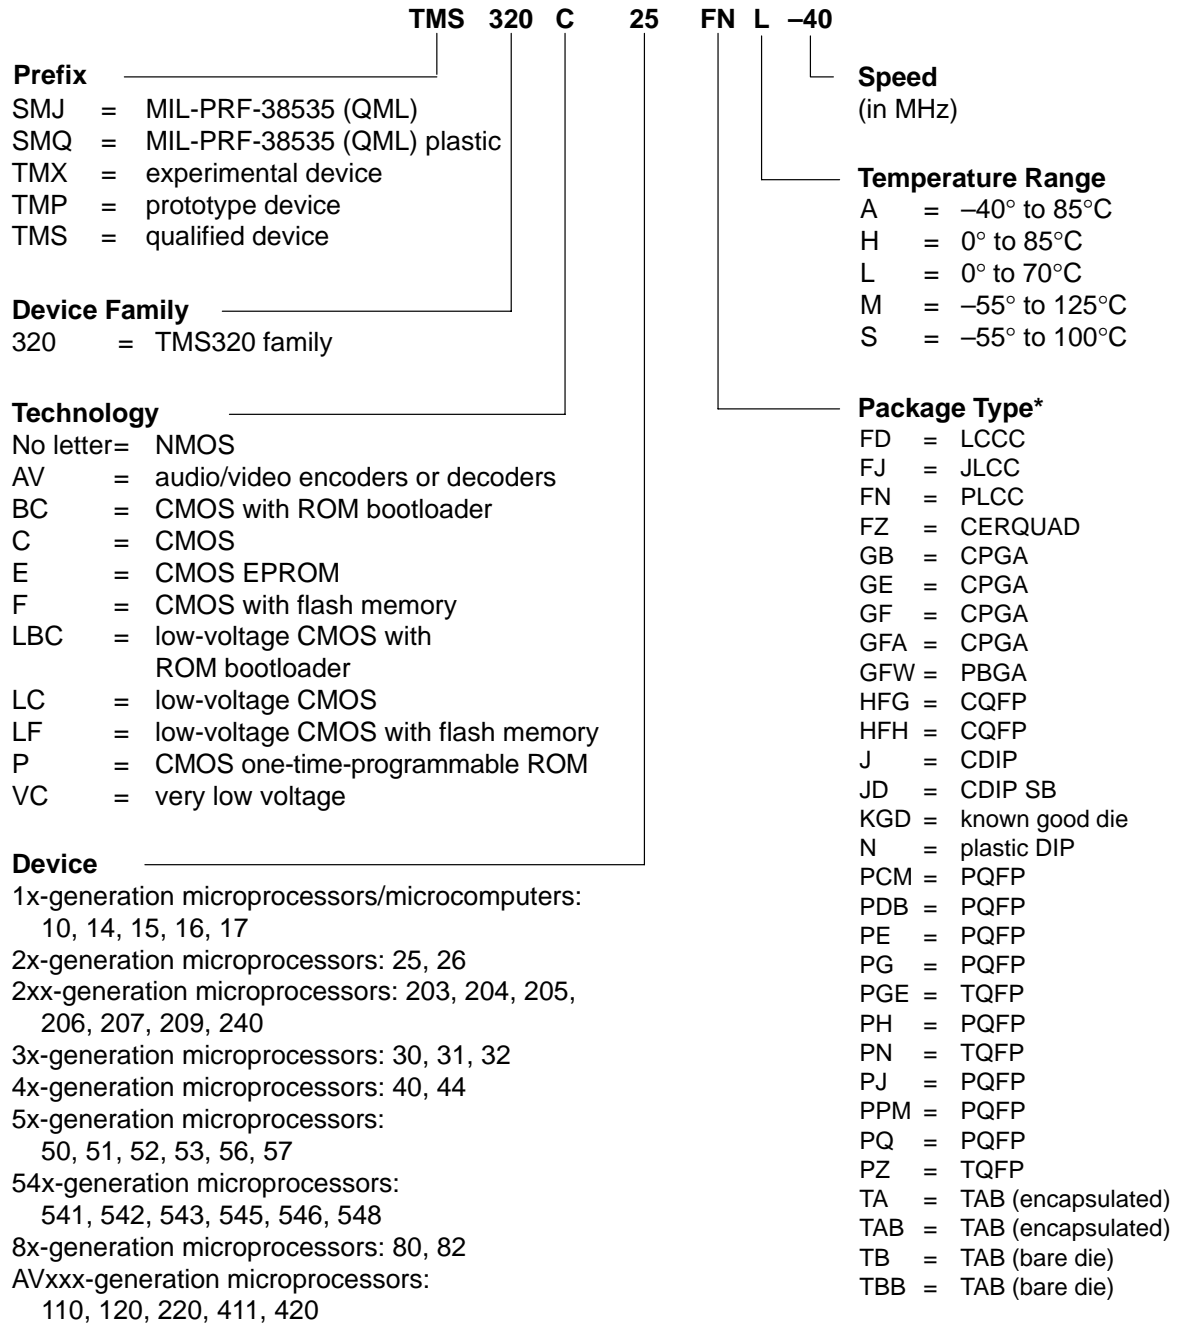 TMS 320 C 25 FN L –40
Prefix
SMJ = MIL-PRF-38535 (QML)
SMQ = MIL-PRF-38535 (QML) plastic
TMX = experimental device
TMP = prototype device
TMS = qualified device
Device Family
320 = TMS320 family
Technology
No letter= NMOS
AV = audio/video encoders or decoders
BC = CMOS with ROM bootloader
C = CMOS
E = CMOS EPROM
F = CMOS with flash memory
LBC = low-voltage CMOS with
ROM bootloader
LC = low-voltage CMOS
LF = low-voltage CMOS with flash memory
P = CMOS one-time-programmable ROM
VC = very low voltage
Device
1x-generation microprocessors/microcomputers:
10, 14, 15, 16, 17
2x-generation microprocessors: 25, 26
2xx-generation microprocessors: 203, 204, 205,
206, 207, 209, 240
3x-generation microprocessors: 30, 31, 32
4x-generation microprocessors: 40, 44
5x-generation microprocessors:
50, 51, 52, 53, 56, 57
54x-generation microprocessors:
541, 542, 543, 545, 546, 548
8x-generation microprocessors: 80, 82
AVxxx-generation microprocessors:
110, 120, 220, 411, 420
Speed
(in MHz)
Temperature Range
A = –40° to 85°C
H = 0° to 85°C
L = 0° to 70°C
M = –55° to 125°C
S = –55° to 100°C
Package Type*
FD = LCCC
FJ = JLCC
FN = PLCC
FZ = CERQUAD
GB = CPGA
GE = CPGA
GF = CPGA
GFA = CPGA
GFW = PBGA
HFG = CQFP
HFH = CQFP
J = CDIP
JD = CDIP SB
KGD = known good die
N = plastic DIP
PCM = PQFP
PDB = PQFP
PE = PQFP
PG = PQFP
PGE = TQFP
PH = PQFP
PN = TQFP
PJ = PQFP
PPM = PQFP
PQ = PQFP
PZ = TQFP
TA = TAB (encapsulated)
TAB = TAB (encapsulated)
TB = TAB (bare die)
TBB = TAB (bare die)